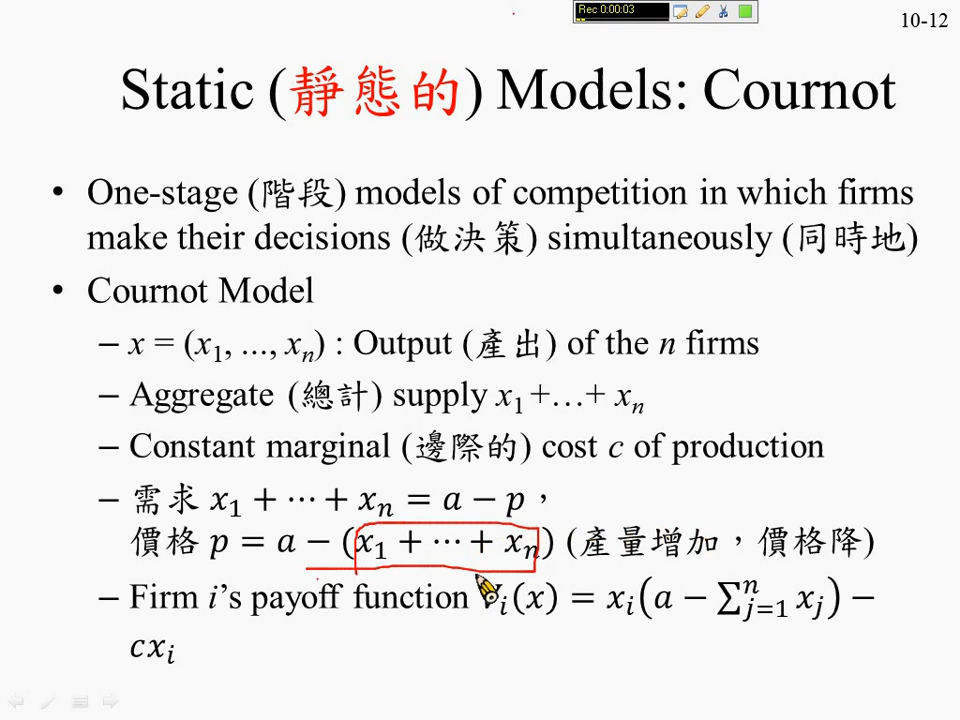 Rec 0:00:03
10-12
Static (靜態的) Models: Cournot
• One-stage (階段) models of competition in which firms
make their decisions (做決策) simultaneously (同時地)
• Cournot Model
– x = (x₁, ..., xₙ) : Output (產出) of the n firms
– Aggregate (總計) supply x₁ +…+ xₙ
– Constant marginal (邊際的) cost c of production
– 需求 x₁ + ⋯ + xₙ = a − p，
價格 p = a − (x₁ + ⋯ + xₙ) (產量增加，價格降)
– Firm i’s payoff function ᵢ(x) = xᵢ(a − ∑ⁿⱼ₌₁ xⱼ) −
cxᵢ